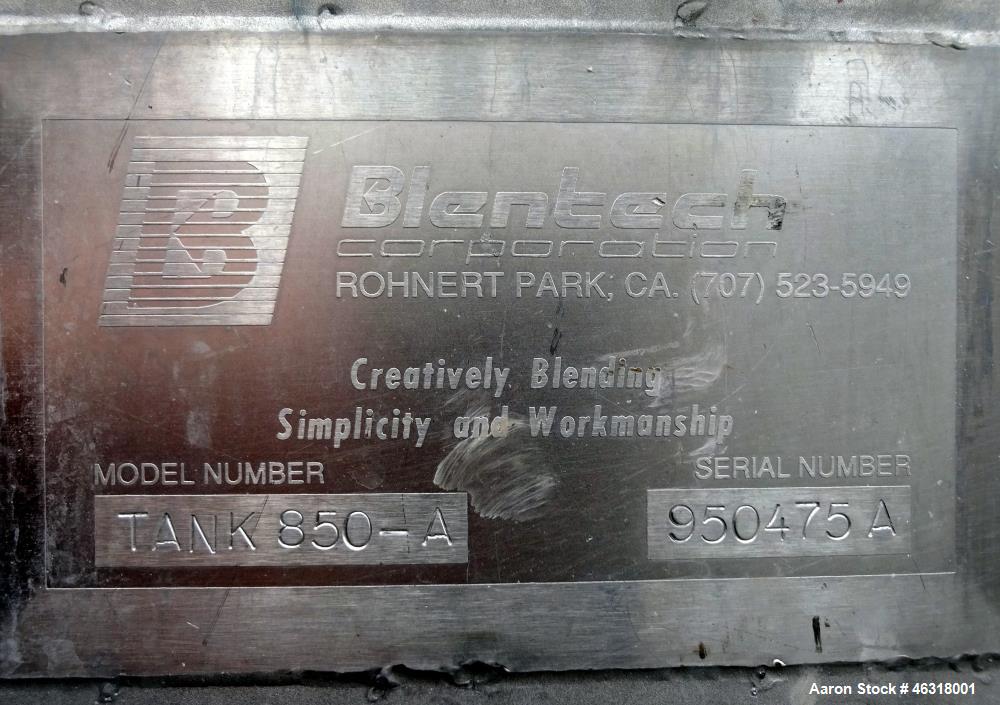 B
Blentech
corporation
ROHNERT PARK, CA. (707) 523-5949
Creatively Blending
Simplicity and Workmanship
MODEL NUMBER
TANK 850-A
SERIAL NUMBER
950475 A
Aaron Stock # 46318001